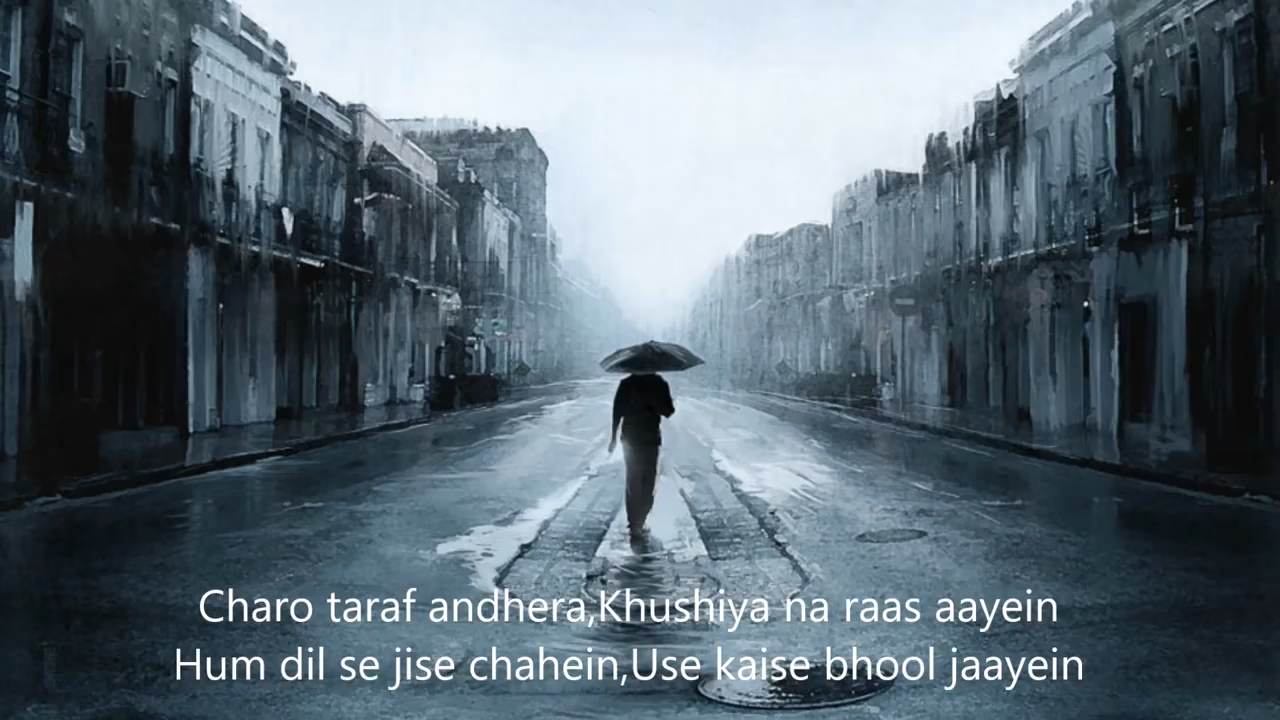 Charo taraf andhera,Khushiya na raas aayein
Hum dil se jise chahein,Use kaise bhool jaayein